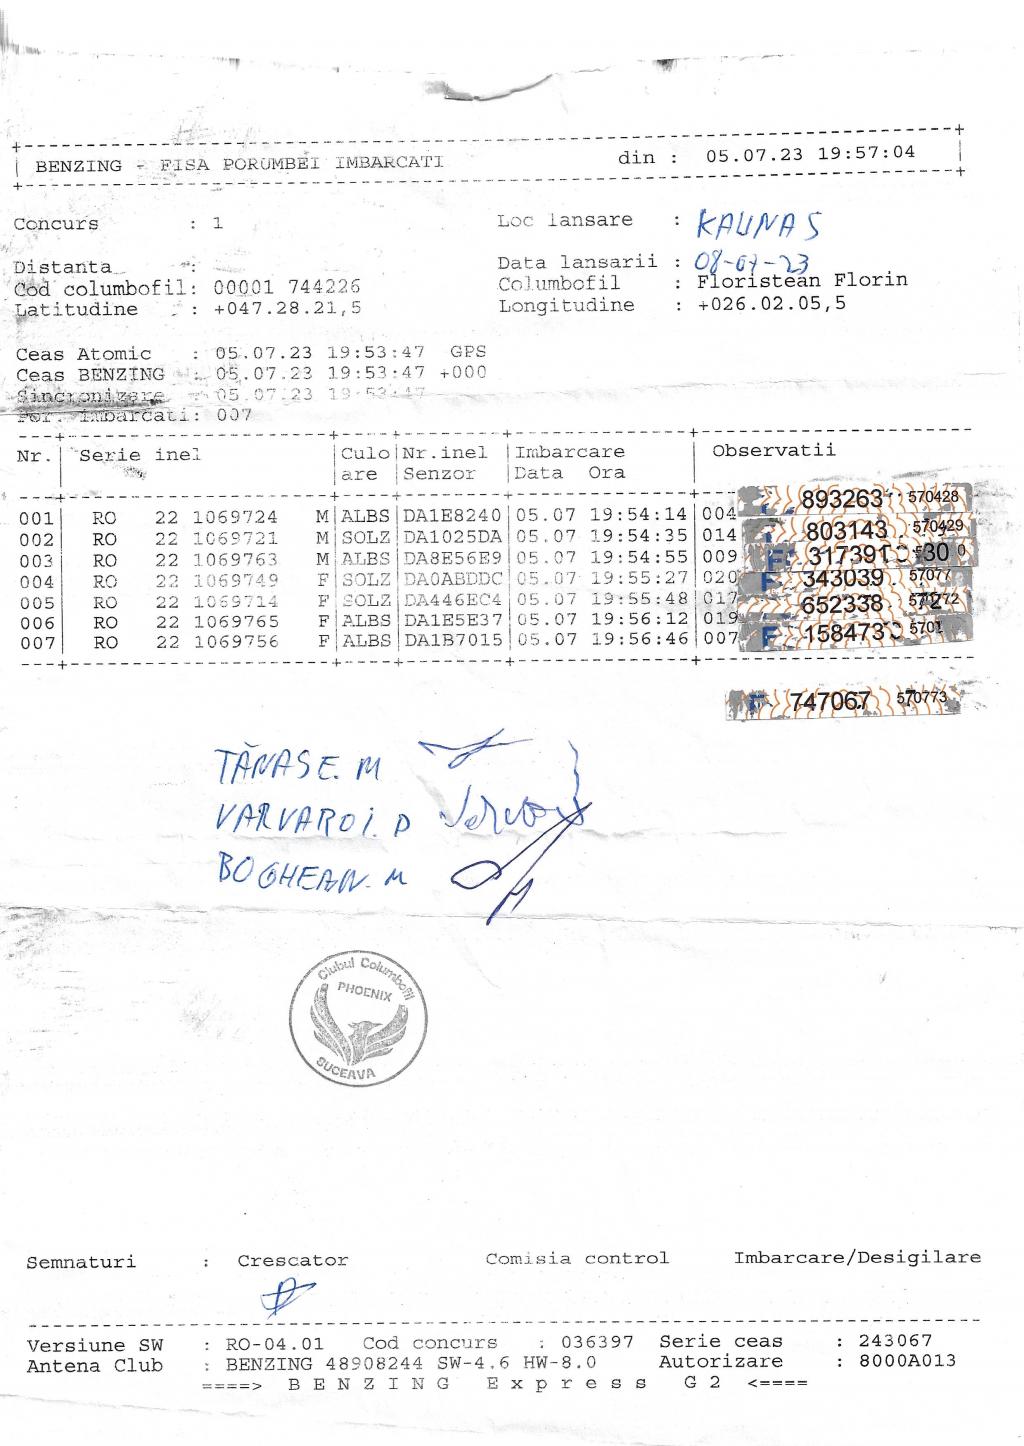 BENZING - FISA PORUMBEI IMBARCATI din : 05.07.23 19:57:04
Concurs : 1 Loc lansare : KAUNAS
Distanta : Data lansarii : 08-07-23
Cod columbofil: 00001 744226 Columbofil : Floristean Florin
Latitudine : +047.28.21,5 Longitudine : +026.02.05,5
Ceas Atomic : 05.07.23 19:53:47 GPS
Ceas BENZING : 05.07.23 19:53:47 +000
Sincronizare : 05.07.23 19:53:47
Por. imbarcati: 007
Nr. Serie inel Culo Nr.inel Imbarcare Observatii
are Senzor Data Ora
893263 570428
001 RO 22 1069724 M ALBS DA1E8240 05.07 19:54:14 004
002 RO 22 1069721 M SOLZ DA1025DA 05.07 19:54:35 014 803143 570429
003 RO 22 1069763 M ALBS DA8E56E9 05.07 19:54:55 009 F 317391
004 RO 22 1069749 F SOLZ DA0ABDDC 05.07 19:55:27 020 F 343039
005 RO 22 1069714 F SOLZ DA446EC4 05.07 19:55:48 017 652338
006 RO 22 1069765 F ALBS DA1E5E37 05.07 19:56:12 019
007 RO 22 1069756 F ALBS DA1B7015 05.07 19:56:46 007 F 158473
F 747067 570773
TĂNASE. M
VARVAROI. D
BOGHEAN. M
Clubul Columbofil
PHOENIX
SUCEAVA
Semnaturi : Crescator Comisia control Imbarcare/Desigilare
Versiune SW : RO-04.01 Cod concurs : 036397 Serie ceas : 243067
Antena Club : BENZING 48908244 SW-4.6 HW-8.0 Autorizare : 8000A013
====> B E N Z I N G E x p r e s s G 2 <====